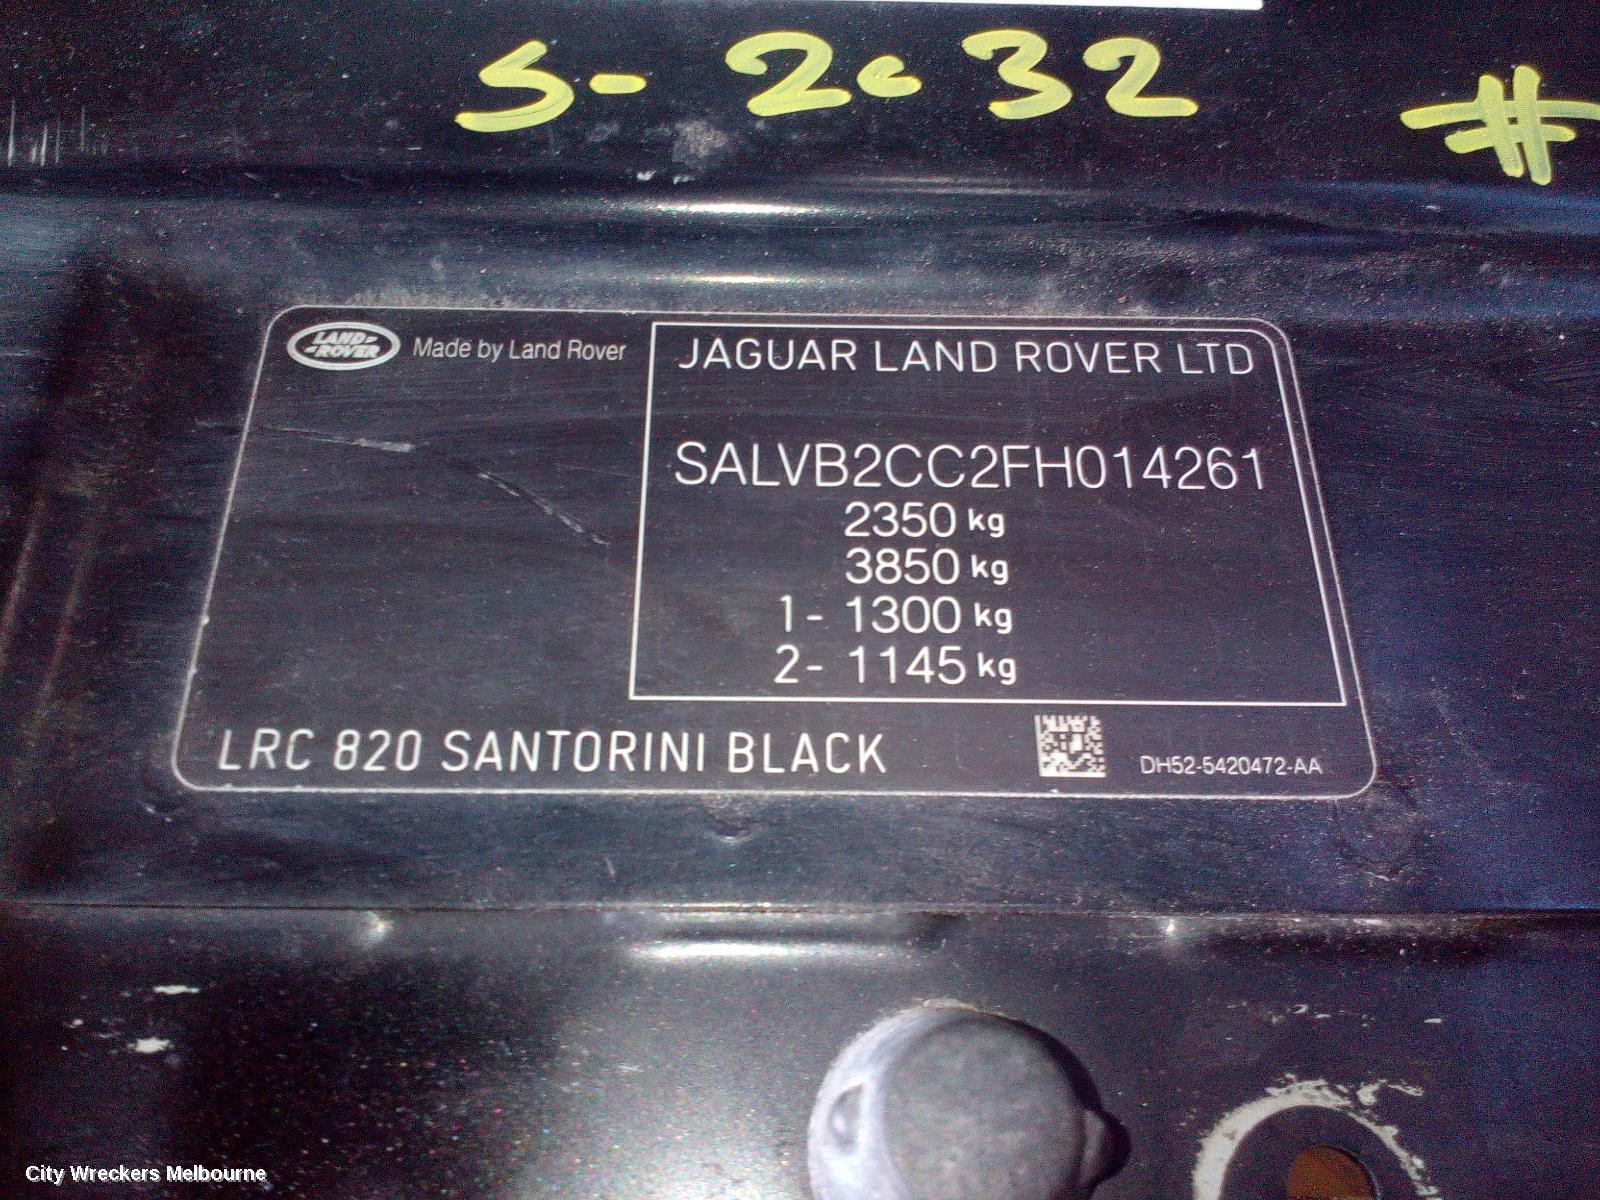 S- 2c32 #
LAND ROVER
Made by Land Rover
JAGUAR LAND ROVER LTD
SALVB2CC2FH014261
2350 kg
3850 kg
1- 1300 kg
2- 1145 kg
LRC 820 SANTORINI BLACK
DH52-5420472-AA
City Wreckers Melbourne